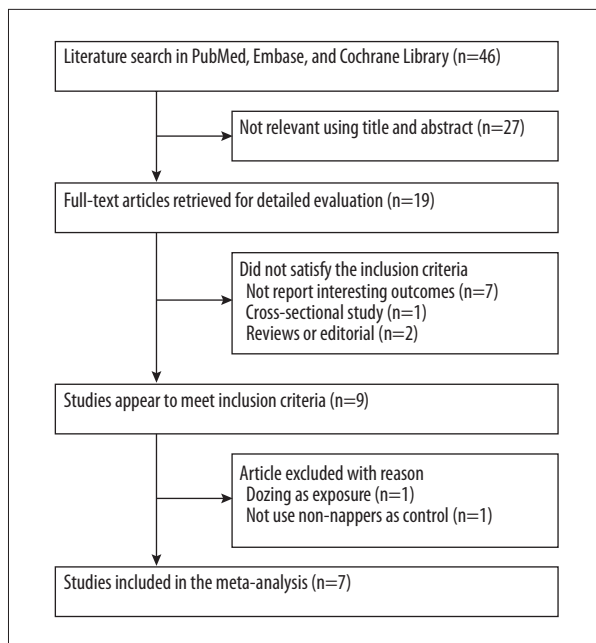 Literature search in PubMed, Embase, and Cochrane Library (n=46)
Not relevant using title and abstract (n=27)
Full-text articles retrieved for detailed evaluation (n=19)
Did not satisfy the inclusion criteria
Not report interesting outcomes (n=7)
Cross-sectional study (n=1)
Reviews or editorial (n=2)
Studies appear to meet inclusion criteria (n=9)
Article excluded with reason
Dozing as exposure (n=1)
Not use non-nappers as control (n=1)
Studies included in the meta-analysis (n=7)